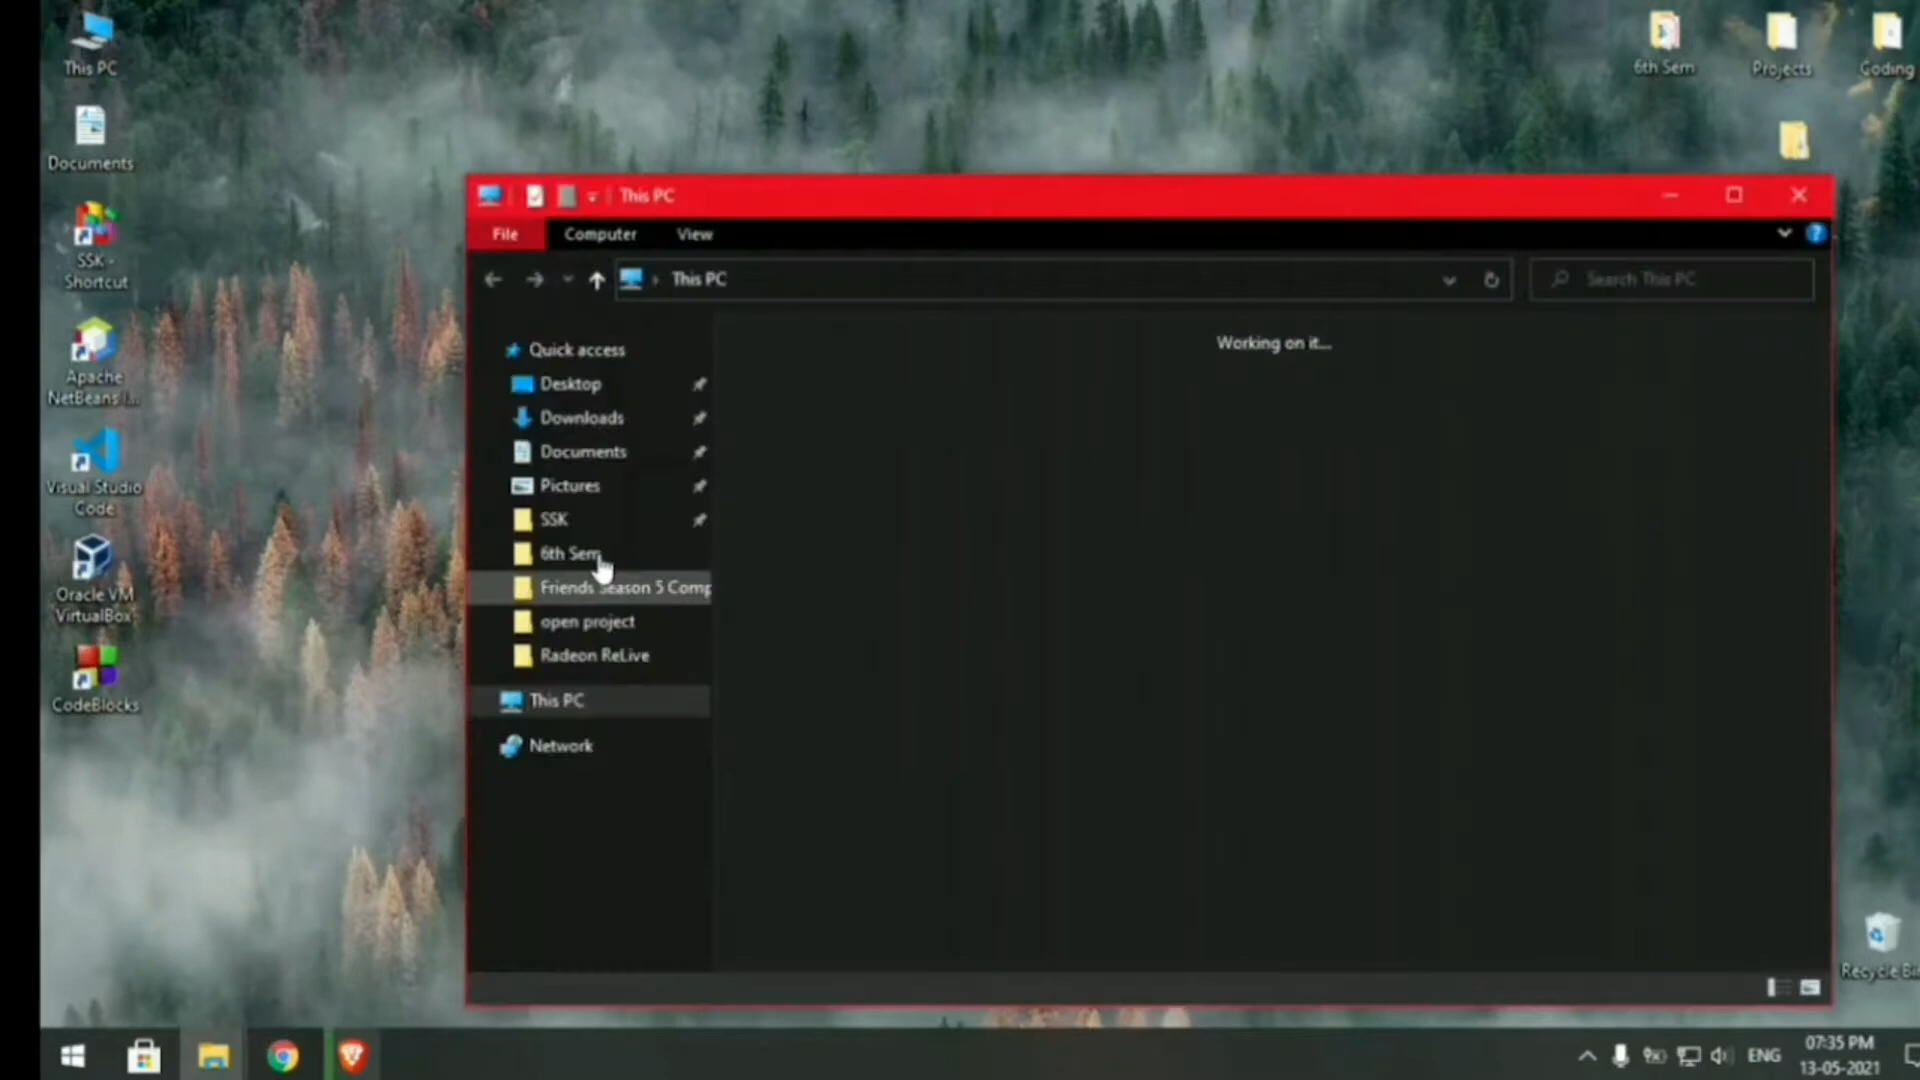 This PC
Documents
SSK -
Shortcut
Apache
NetBeans I...
Visual Studio
Code
Oracle VM
VirtualBox
CodeBlocks
6th Sem
Projects
Coding
This PC
File
Computer
View
This PC
Search This PC
Quick access
Desktop
Downloads
Documents
Pictures
SSK
6th Sem
Friends Season 5 Comp
open project
Radeon ReLive
This PC
Network
Working on it...
Recycle Bin
ENG
07:35 PM
13-05-2021